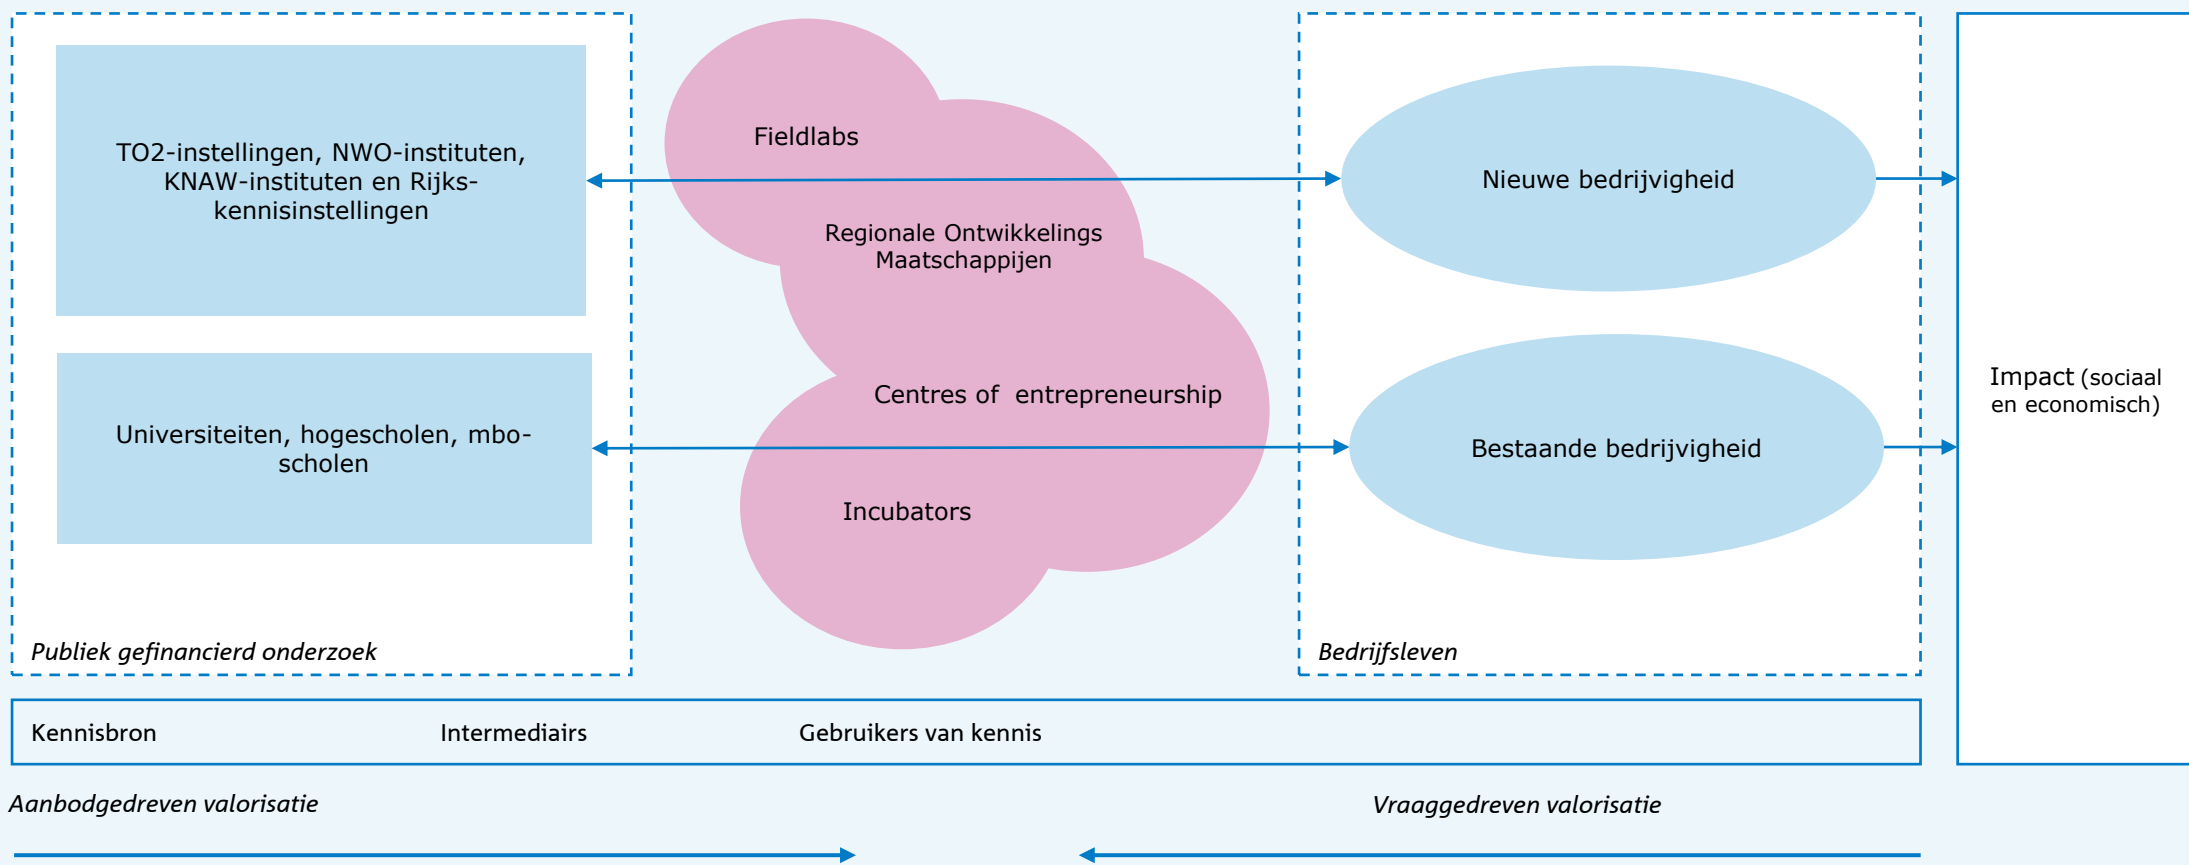 TO2-instellingen, NWO-instituten,
KNAW-instituten en Rijks-
kennisinstellingen
Universiteiten, hogescholen, mbo-
scholen
Publiek gefinancierd onderzoek
Fieldlabs
Regionale Ontwikkelings
Maatschappijen
Centres of entrepreneurship
Incubators
Nieuwe bedrijvigheid
Bestaande bedrijvigheid
Bedrijfsleven
Impact (sociaal
en economisch)
Kennisbron
Intermediairs
Gebruikers van kennis
Aanbodgedreven valorisatie
Vraaggedreven valorisatie